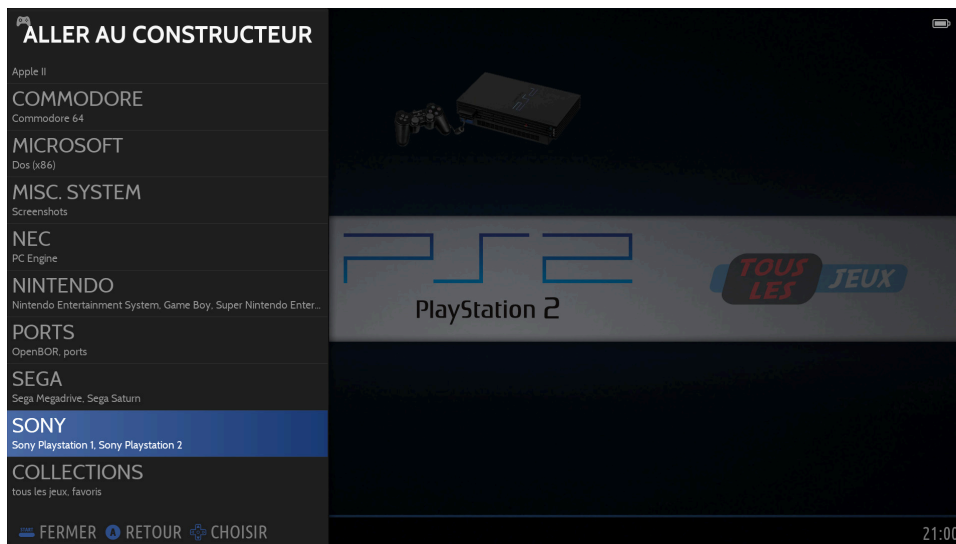 ALLER AU CONSTRUCTEUR
Apple II
COMMODORE
Commodore 64
MICROSOFT
Dos (x86)
MISC. SYSTEM
Screenshots
NEC
PC Engine
NINTENDO
Nintendo Entertainment System, Game Boy, Super Nintendo Enter...
PORTS
OpenBOR, ports
SEGA
Sega Megadrive, Sega Saturn
SONY
Sony Playstation 1, Sony Playstation 2
COLLECTIONS
tous les jeux, favoris
START FERMER A RETOUR CHOISIR
PS2
PlayStation 2
TOUS LES JEUX
21:00